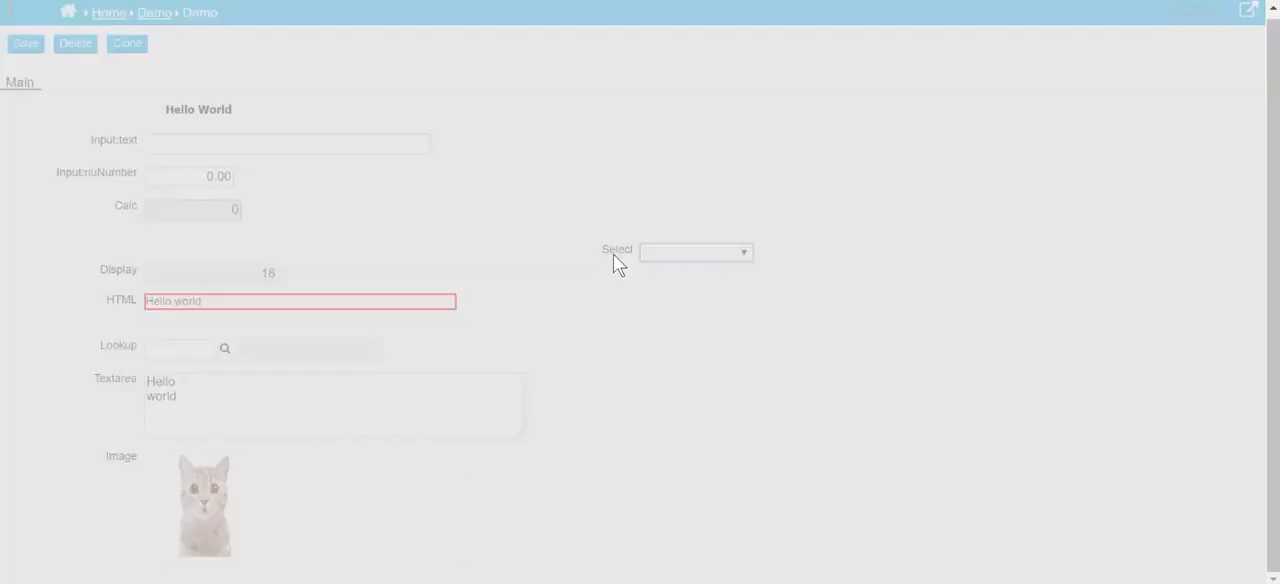 Home Demo Demo
Save Delete Clone
Main
Hello World
Input:text
Input:nuNumber 0.00
Calc 0
Select
Display 16
HTML Hello world
Lookup
Textarea Hello
world
Image